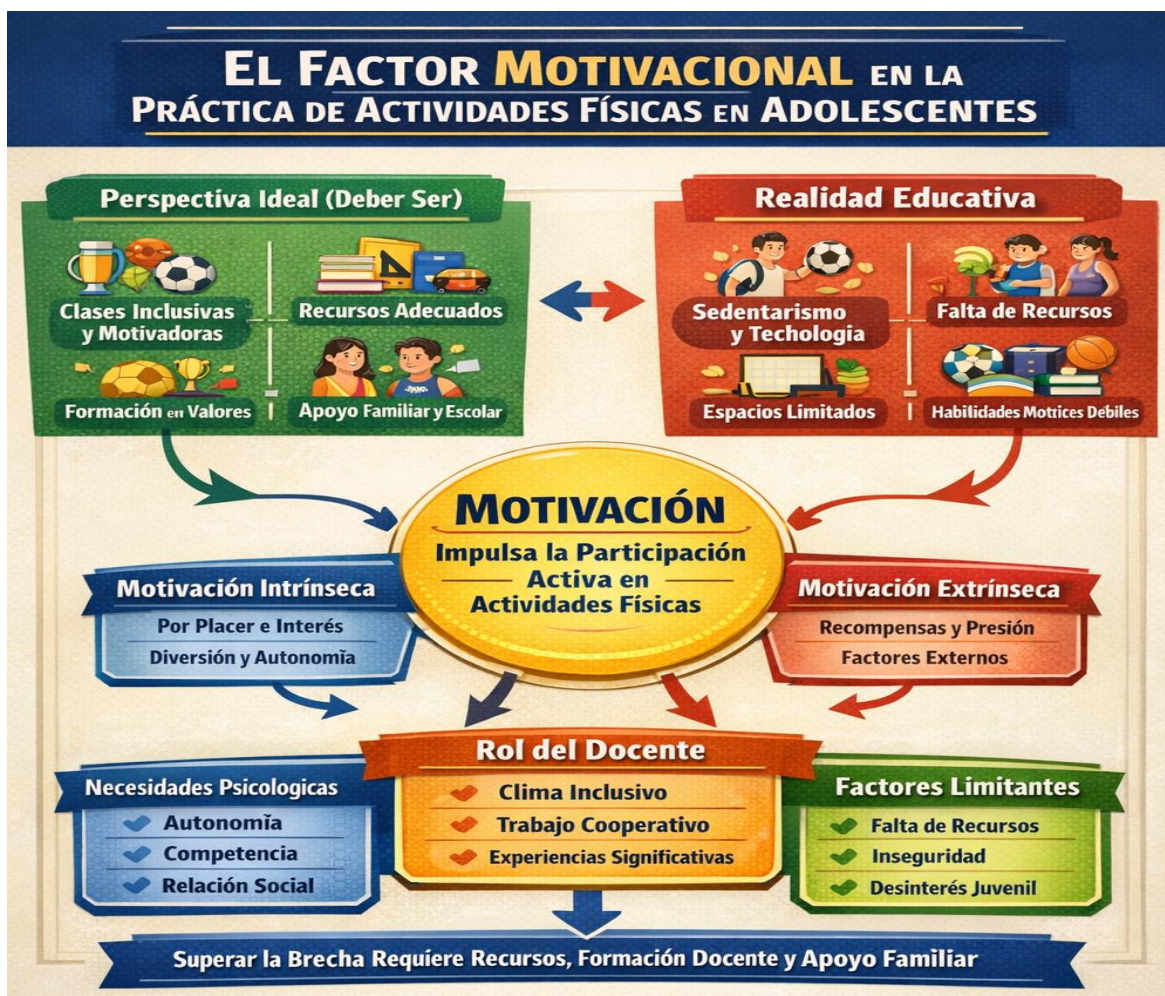 EL FACTOR MOTIVACIONAL EN LA
PRÁCTICA DE ACTIVIDADES FÍSICAS EN ADOLESCENTES
Perspectiva Ideal (Deber Ser)
Clases Inclusivas
y Motivadoras
Recursos Adecuados
Formación en Valores
Apoyo Familiar y Escolar
Realidad Educativa
Sedentarismo
y Techología
Falta de Recursos
Espacios Limitados
Habilidades Motrices Débiles
MOTIVACIÓN
Impulsa la Participación
Activa en
Actividades Físicas
Motivación Intrínseca
Por Placer e Interés
Diversión y Autonomía
Motivación Extrínseca
Recompensas y Presión
Factores Externos
Necesidades Psicologicas
Autonomía
Competencia
Relación Social
Rol del Docente
Clima Inclusivo
Trabajo Cooperativo
Experiencias Significativas
Factores Limitantes
Falta de Recursos
Inseguridad
Desinterés Juvenil
Superar la Brecha Requiere Recursos, Formación Docente y Apoyo Familiar